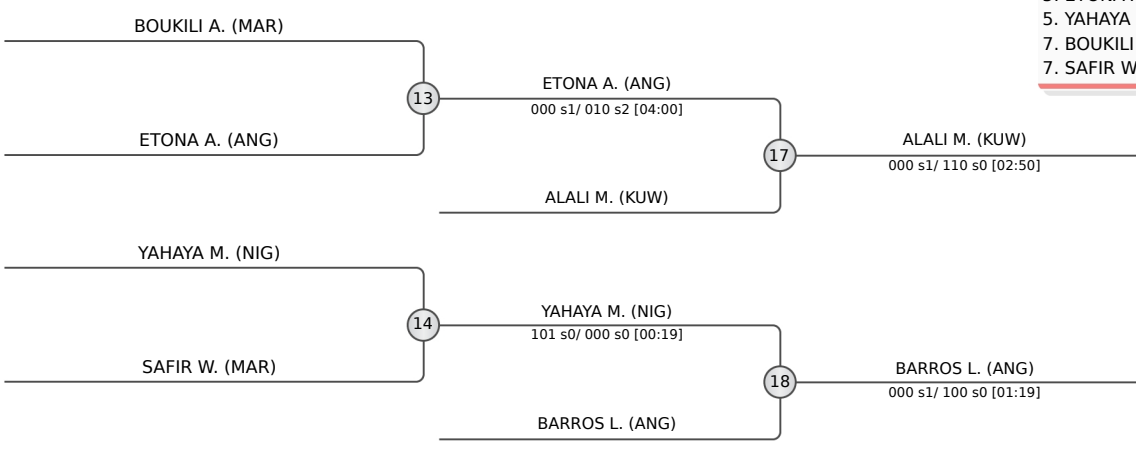 BOUKILI A. (MAR)
13
ETONA A. (ANG)
ETONA A. (ANG)
000 s1/ 010 s2 [04:00]
17
ALALI M. (KUW)
ALALI M. (KUW)
000 s1/ 110 s0 [02:50]
YAHAYA M. (NIG)
14
SAFIR W. (MAR)
YAHAYA M. (NIG)
101 s0/ 000 s0 [00:19]
18
BARROS L. (ANG)
BARROS L. (ANG)
000 s1/ 100 s0 [01:19]
5. YAHAYA
7. BOUKILI
7. SAFIR W